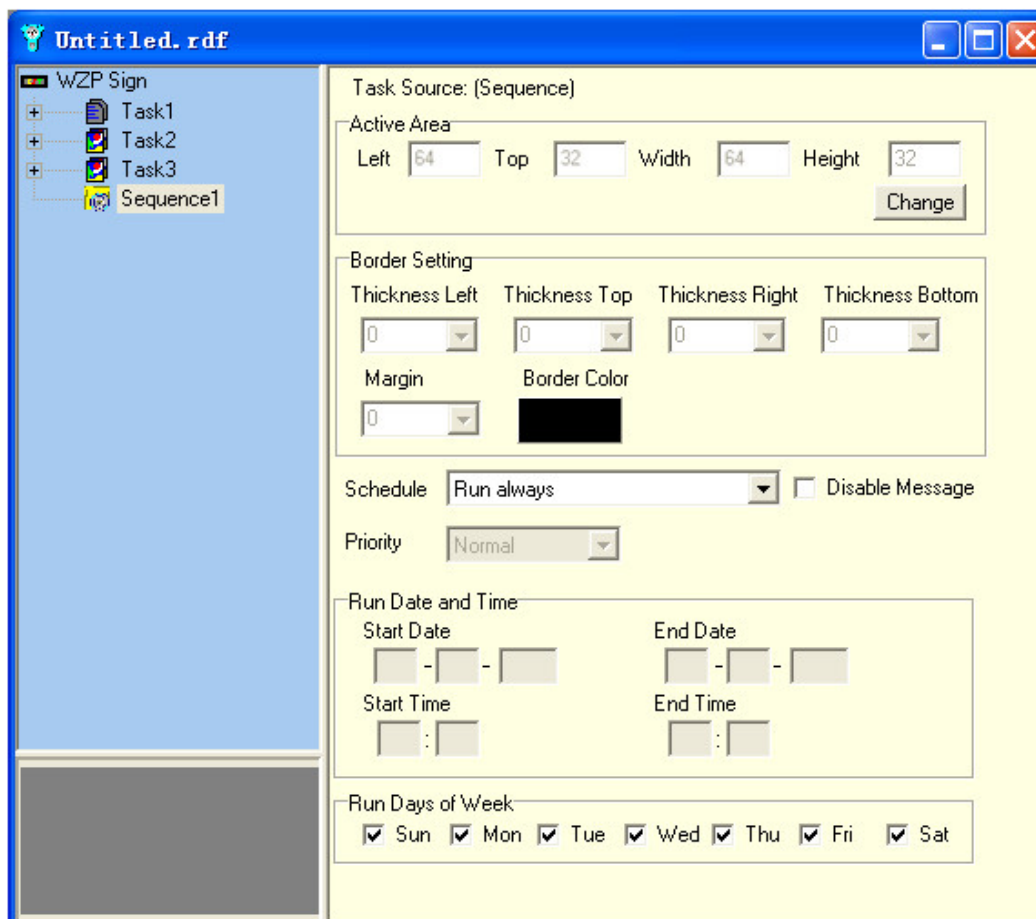 Untitled.rdf
WZP Sign
Task1
Task2
Task3
Sequence1
Task Source: (Sequence)
Active Area
Left 64 Top 32 Width 64 Height 32
Change
Border Setting
Thickness Left Thickness Top Thickness Right Thickness Bottom
0 0 0 0
Margin Border Color
0
Schedule Run always Disable Message
Priority Normal
Run Date and Time
Start Date End Date
- - - -
Start Time End Time
: :
Run Days of Week
Sun Mon Tue Wed Thu Fri Sat